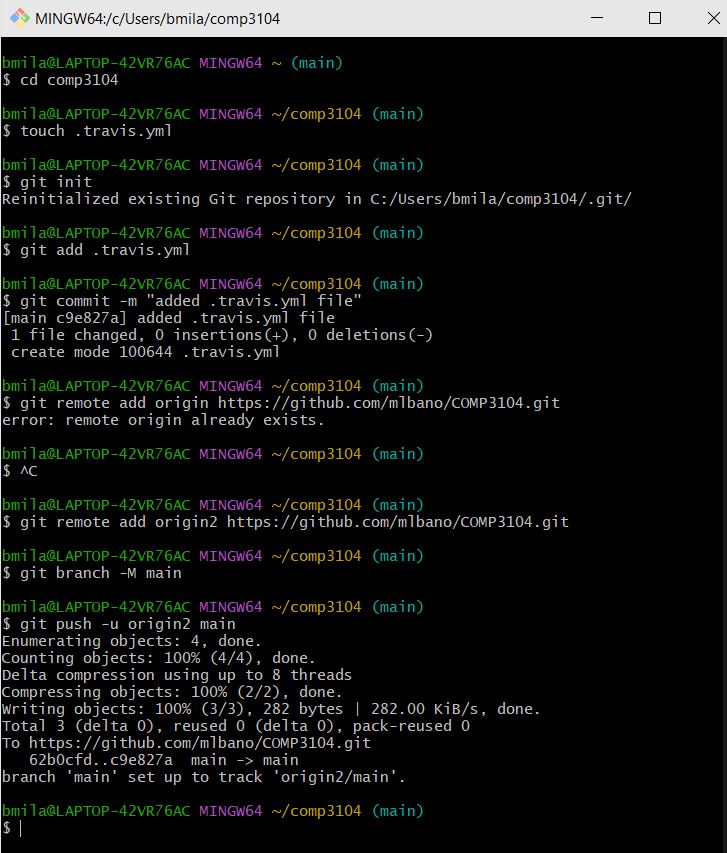 MINGW64:/c/Users/bmila/comp3104
bmila@LAPTOP-42VR76AC MINGW64 ~ (main)
$ cd comp3104
bmila@LAPTOP-42VR76AC MINGW64 ~/comp3104 (main)
$ touch .travis.yml
bmila@LAPTOP-42VR76AC MINGW64 ~/comp3104 (main)
$ git init
Reinitialized existing Git repository in C:/Users/bmila/comp3104/.git/
bmila@LAPTOP-42VR76AC MINGW64 ~/comp3104 (main)
$ git add .travis.yml
bmila@LAPTOP-42VR76AC MINGW64 ~/comp3104 (main)
$ git commit -m "added .travis.yml file"
[main c9e827a] added .travis.yml file
 1 file changed, 0 insertions(+), 0 deletions(-)
 create mode 100644 .travis.yml
bmila@LAPTOP-42VR76AC MINGW64 ~/comp3104 (main)
$ git remote add origin https://github.com/mlbano/COMP3104.git
error: remote origin already exists.
bmila@LAPTOP-42VR76AC MINGW64 ~/comp3104 (main)
$ ^C
bmila@LAPTOP-42VR76AC MINGW64 ~/comp3104 (main)
$ git remote add origin2 https://github.com/mlbano/COMP3104.git
bmila@LAPTOP-42VR76AC MINGW64 ~/comp3104 (main)
$ git branch -M main
bmila@LAPTOP-42VR76AC MINGW64 ~/comp3104 (main)
$ git push -u origin2 main
Enumerating objects: 4, done.
Counting objects: 100% (4/4), done.
Delta compression using up to 8 threads
Compressing objects: 100% (2/2), done.
Writing objects: 100% (3/3), 282 bytes | 282.00 KiB/s, done.
Total 3 (delta 0), reused 0 (delta 0), pack-reused 0
To https://github.com/mlbano/COMP3104.git
   62b0cfd..c9e827a  main -> main
branch 'main' set up to track 'origin2/main'.
bmila@LAPTOP-42VR76AC MINGW64 ~/comp3104 (main)
$